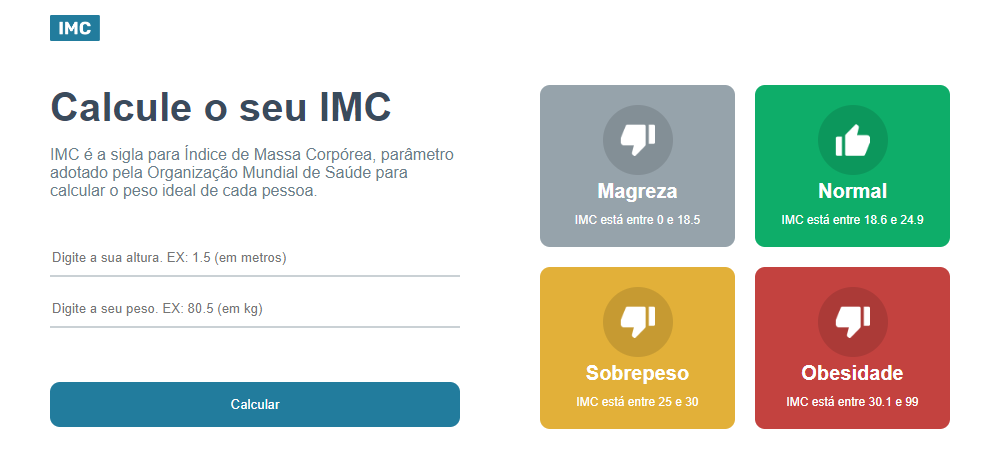 IMC
Calcule o seu IMC
IMC é a sigla para Índice de Massa Corpórea, parâmetro
adotado pela Organização Mundial de Saúde para
calcular o peso ideal de cada pessoa.
Digite a sua altura. EX: 1.5 (em metros)
Digite a seu peso. EX: 80.5 (em kg)
Calcular
Magreza
IMC está entre 0 e 18.5
Normal
IMC está entre 18.6 e 24.9
Sobrepeso
IMC está entre 25 e 30
Obesidade
IMC está entre 30.1 e 99